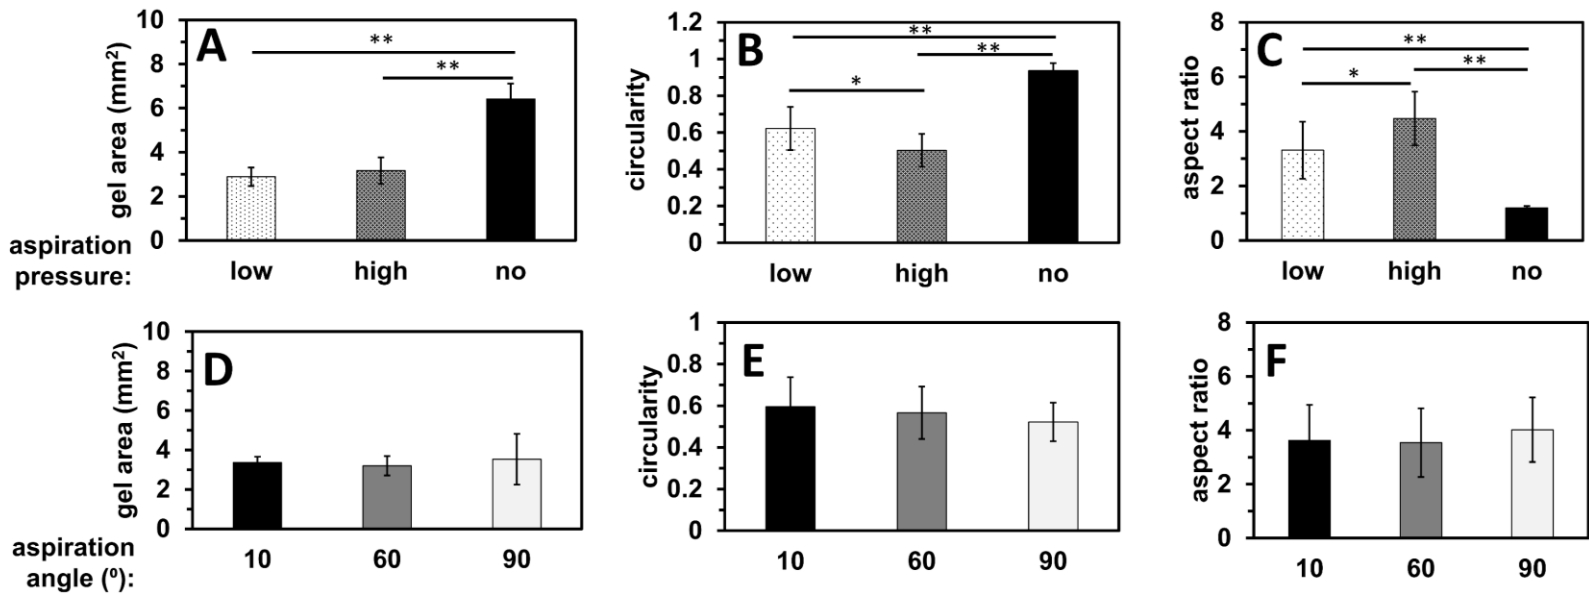 A
gel area (mm²)
10
8
6
4
2
0
**
**
aspiration
pressure:
low
high
no
B
circularity
1.2
1
0.8
0.6
0.4
0.2
0
**
**
*
low
high
no
C
aspect ratio
8
6
4
2
0
**
*
**
low
high
no
D
gel area (mm²)
10
8
6
4
2
0
aspiration
angle (º):
10
60
90
E
circularity
1
0.8
0.6
0.4
0.2
0
10
60
90
F
aspect ratio
8
6
4
2
0
10
60
90